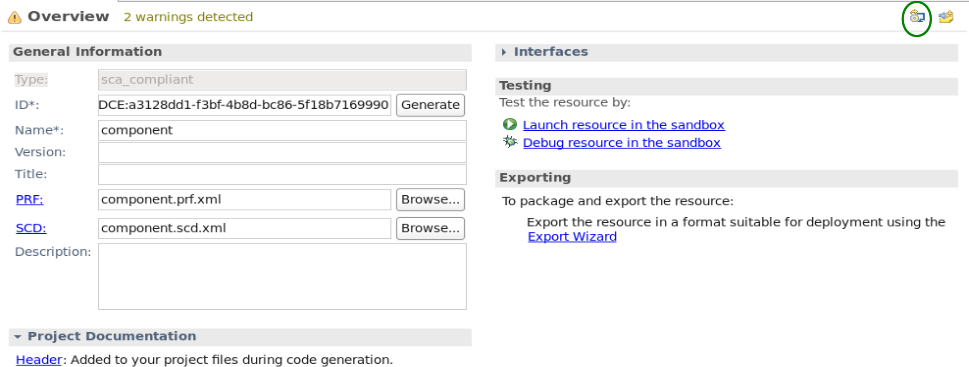 Overview 2 warnings detected
General Information
Type: sca_compliant
ID*: DCE:a3128dd1-f3bf-4b8d-bc86-5f18b7169990 Generate
Name*: component
Version:
Title:
PRF: component.prf.xml Browse...
SCD: component.scd.xml Browse...
Description:
Project Documentation
Header: Added to your project files during code generation.
Interfaces
Testing
Test the resource by:
Launch resource in the sandbox
Debug resource in the sandbox
Exporting
To package and export the resource:
Export the resource in a format suitable for deployment using the
Export Wizard